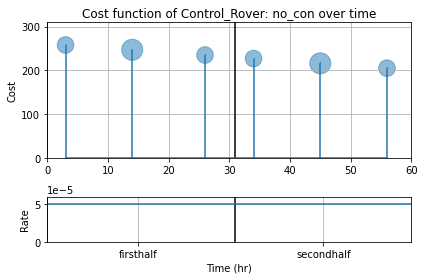 Cost function of Control_Rover: no_con over time
300
200
100
0
Cost
0 10 20 30 40 50 60
1e−5
5
0
Rate
firsthalf secondhalf
Time (hr)